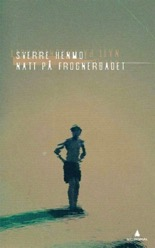 SVERRE HENMO
NATT PÅ FROGNERBADET